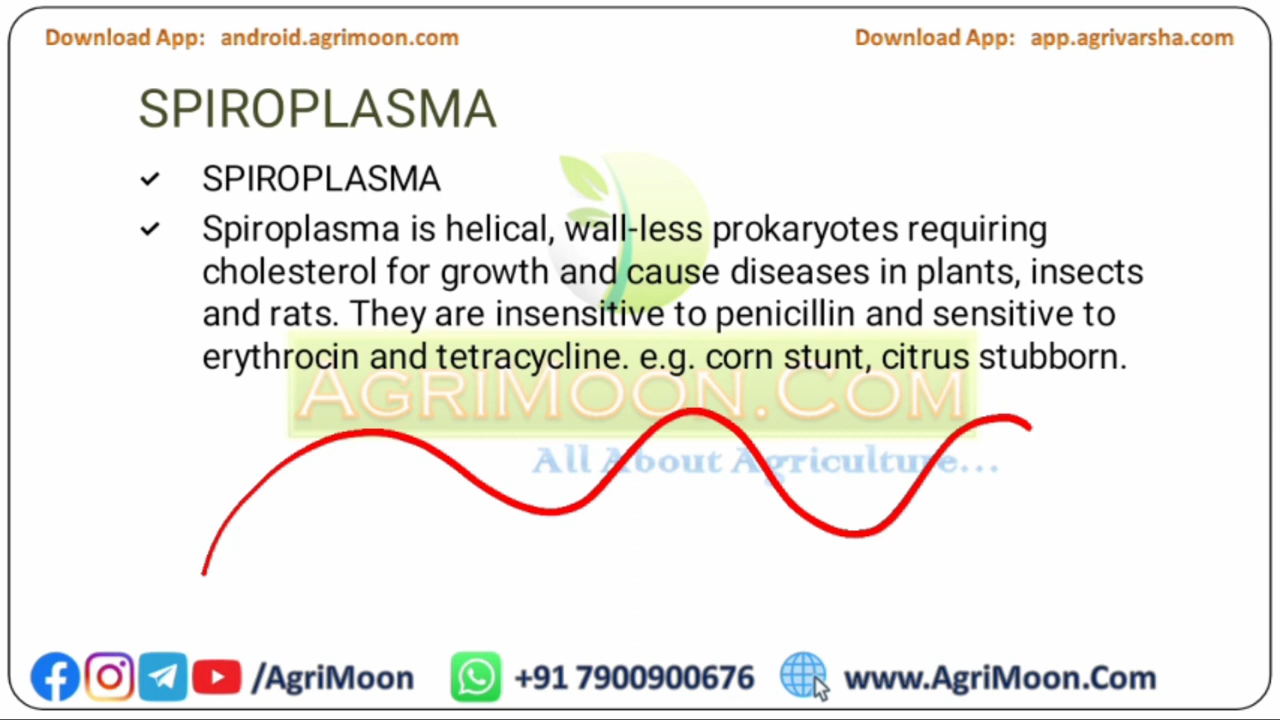 Download App: android.agrimoon.com
Download App: app.agrivarsha.com
SPIROPLASMA
✓ SPIROPLASMA
✓ Spiroplasma is helical, wall-less prokaryotes requiring
cholesterol for growth and cause diseases in plants, insects
and rats. They are insensitive to penicillin and sensitive to
erythrocin and tetracycline. e.g. corn stunt, citrus stubborn.
AGRIMOON.COM
All About Agriculture...
/AgriMoon
+91 7900900676
www.AgriMoon.Com